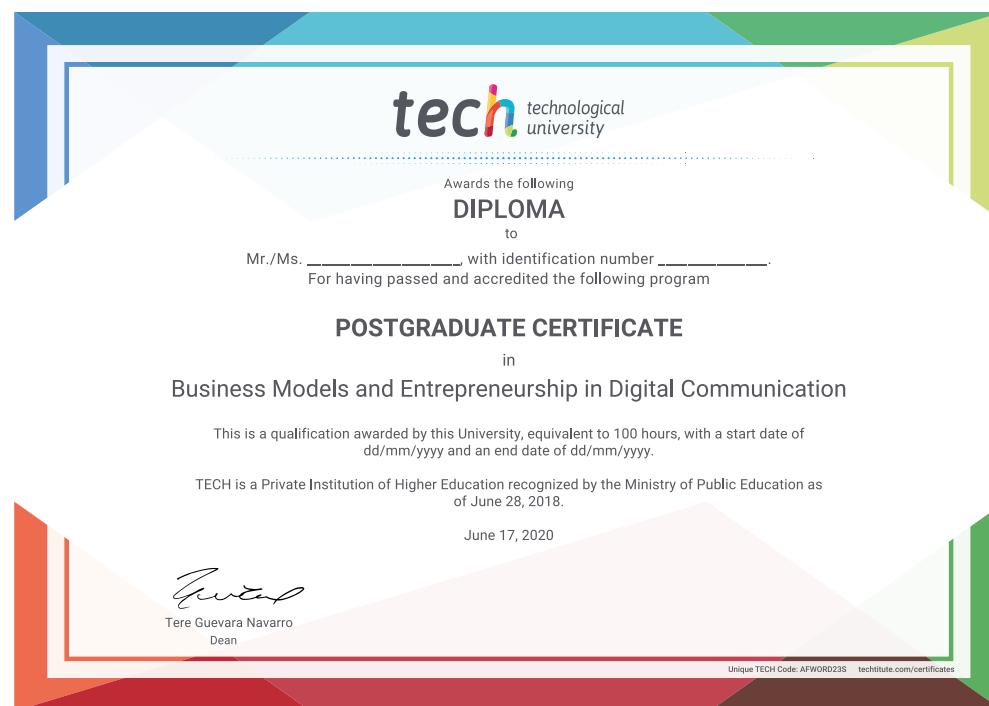 tech technological
university
Awards the following
DIPLOMA
to
Mr./Ms. ____________________, with identification number ______________.
For having passed and accredited the following program
POSTGRADUATE CERTIFICATE
in
Business Models and Entrepreneurship in Digital Communication
This is a qualification awarded by this University, equivalent to 100 hours, with a start date of
dd/mm/yyyy and an end date of dd/mm/yyyy.
TECH is a Private Institution of Higher Education recognized by the Ministry of Public Education as
of June 28, 2018.
June 17, 2020
Tere Guevara Navarro
Dean
Unique TECH Code: AFWORD23S techtitute.com/certificates